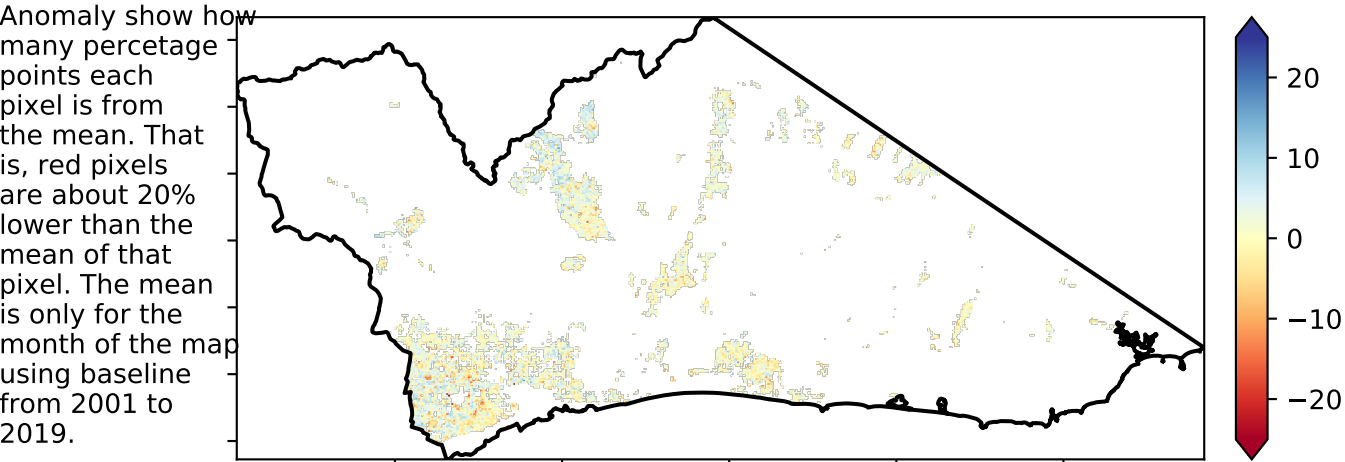 Anomaly show how
many percetage
points each
pixel is from
the mean. That
is, red pixels
are about 20%
lower than the
mean of that
pixel. The mean
is only for the
month of the map
using baseline
from 2001 to
2019.
20
10
0
−10
−20